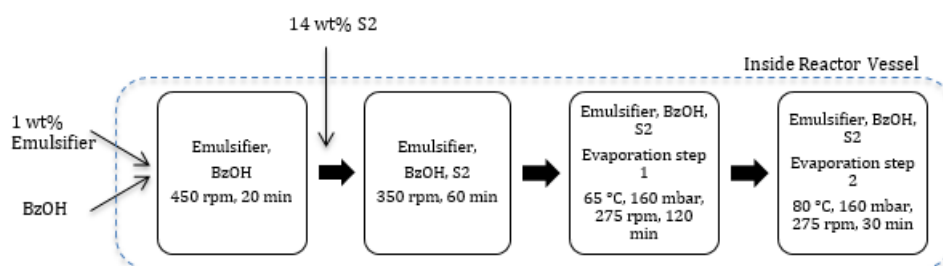 14 wt% S2
Inside Reactor Vessel
1 wt%
Emulsifier
BzOH
Emulsifier,
BzOH
450 rpm, 20 min
Emulsifier,
BzOH, S2
350 rpm, 60 min
Emulsifier, BzOH,
S2
Evaporation step
1
65 °C, 160 mbar,
275 rpm, 120
min
Emulsifier, BzOH,
S2
Evaporation step
2
80 °C, 160 mbar,
275 rpm, 30 min